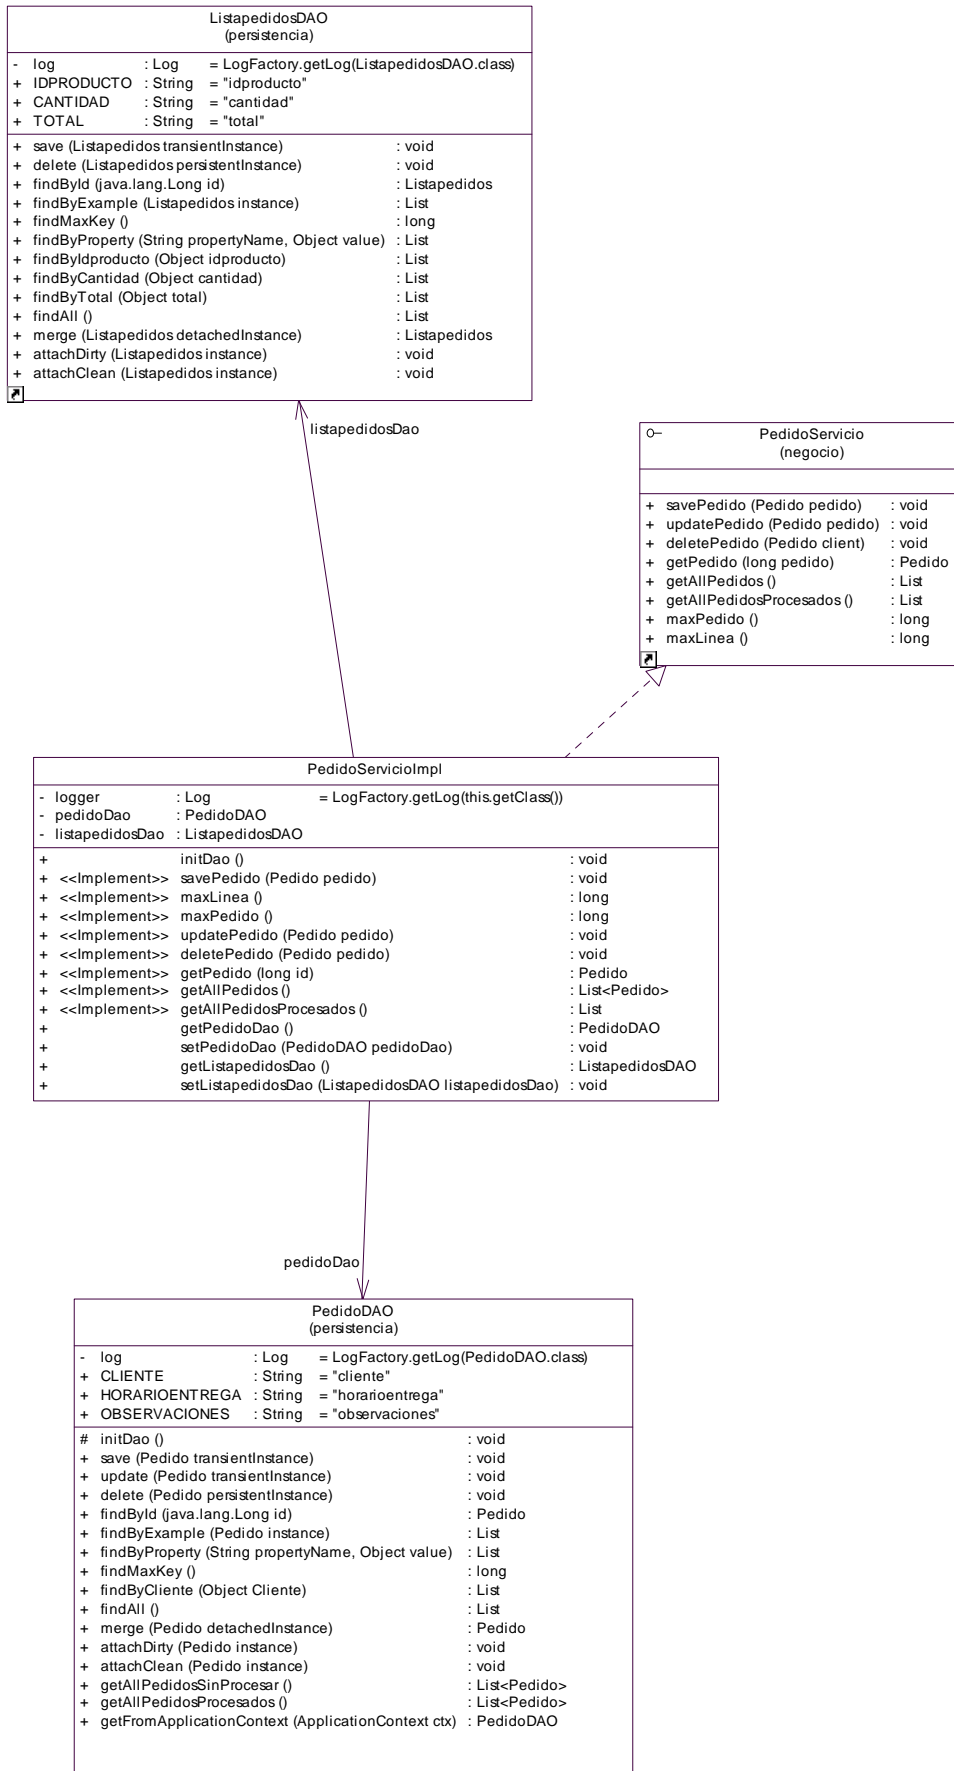 ListapedidosDAO
(persistencia)
- log : Log = LogFactory.getLog(ListapedidosDAO.class)
+ IDPRODUCTO : String = "idproducto"
+ CANTIDAD : String = "cantidad"
+ TOTAL : String = "total"
+ save (Listapedidos transientInstance) : void
+ delete (Listapedidos persistentInstance) : void
+ findById (java.lang.Long id) : Listapedidos
+ findByExample (Listapedidos instance) : List
+ findMaxKey () : long
+ findByProperty (String propertyName, Object value) : List
+ findByIdproducto (Object idproducto) : List
+ findByCantidad (Object cantidad) : List
+ findByTotal (Object total) : List
+ findAll () : List
+ merge (Listapedidos detachedInstance) : Listapedidos
+ attachDirty (Listapedidos instance) : void
+ attachClean (Listapedidos instance) : void
listapedidosDao
PedidoServicio
(negocio)
+ savePedido (Pedido pedido) : void
+ updatePedido (Pedido pedido) : void
+ deletePedido (Pedido client) : void
+ getPedido (long pedido) : Pedido
+ getAllPedidos () : List
+ getAllPedidosProcesados () : List
+ maxPedido () : long
+ maxLinea () : long
PedidoServicioImpl
- logger : Log = LogFactory.getLog(this.getClass())
- pedidoDao : PedidoDAO
- listapedidosDao : ListapedidosDAO
+ initDao () : void
+ <<Implement>> savePedido (Pedido pedido) : void
+ <<Implement>> maxLinea () : long
+ <<Implement>> maxPedido () : long
+ <<Implement>> updatePedido (Pedido pedido) : void
+ <<Implement>> deletePedido (Pedido pedido) : void
+ <<Implement>> getPedido (long id) : Pedido
+ <<Implement>> getAllPedidos () : List<Pedido>
+ <<Implement>> getAllPedidosProcesados () : List
+ getPedidoDao () : PedidoDAO
+ setPedidoDao (PedidoDAO pedidoDao) : void
+ getListapedidosDao () : ListapedidosDAO
+ setListapedidosDao (ListapedidosDAO listapedidosDao) : void
pedidoDao
PedidoDAO
(persistencia)
- log : Log = LogFactory.getLog(PedidoDAO.class)
+ CLIENTE : String = "cliente"
+ HORARIOENTREGA : String = "horarioentrega"
+ OBSERVACIONES : String = "observaciones"
# initDao () : void
+ save (Pedido transientInstance) : void
+ update (Pedido transientInstance) : void
+ delete (Pedido persistentInstance) : void
+ findById (java.lang.Long id) : Pedido
+ findByExample (Pedido instance) : List
+ findByProperty (String propertyName, Object value) : List
+ findMaxKey () : long
+ findByCliente (Object Cliente) : List
+ findAll () : List
+ merge (Pedido detachedInstance) : Pedido
+ attachDirty (Pedido instance) : void
+ attachClean (Pedido instance) : void
+ getAllPedidosSinProcesar () : List<Pedido>
+ getAllPedidosProcesados () : List<Pedido>
+ getFromApplicationContext (ApplicationContext ctx) : PedidoDAO